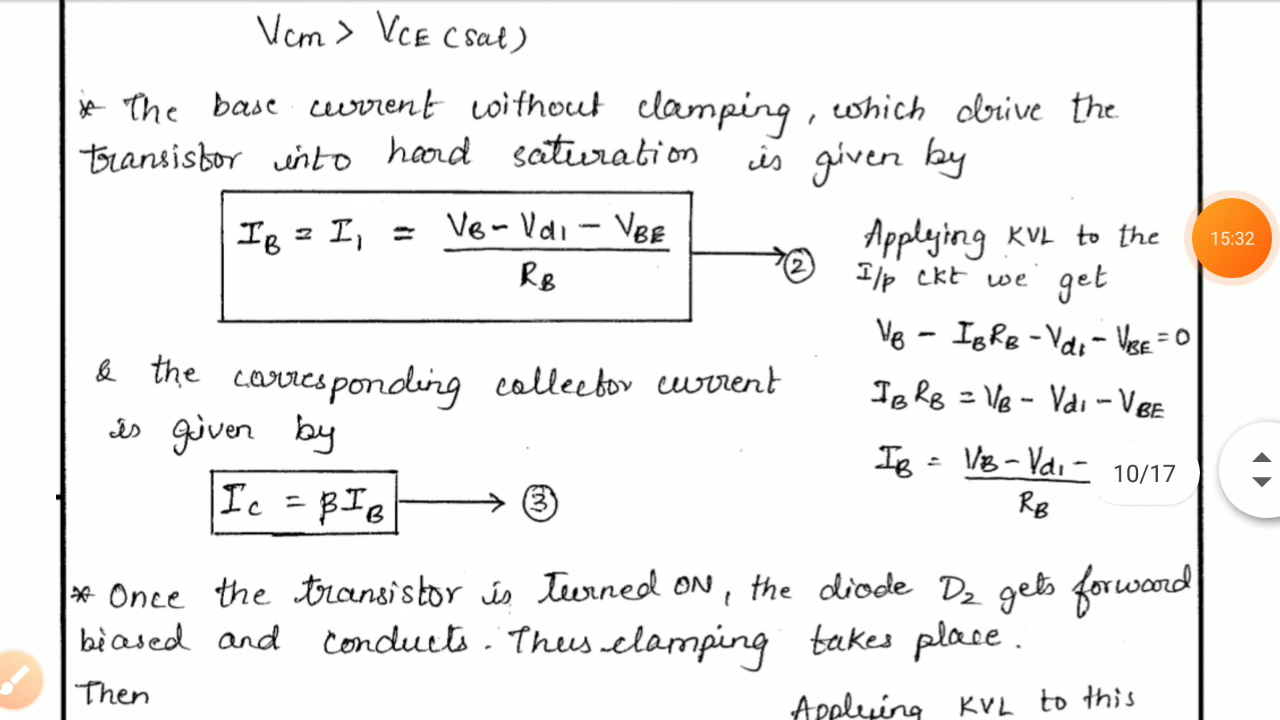 Vcm > VCE (sat)
* The base current without clamping, which drive the
transistor into hard saturation is given by
IB = I1 = VB - Vd1 - VBE / RB → ②
Applying KVL to the
I/p ckt we get
VB - IBRB - Vd1 - VBE = 0
IBRB = VB - Vd1 - VBE
IB = VB - Vd1 - / RB
& the corresponding collector current
is given by
IC = βIB → ③
* Once the transistor is Turned ON, the diode D2 gets forward
biased and conducts. Thus clamping takes place.
Then
Applying KVL to this
15:32
10/17